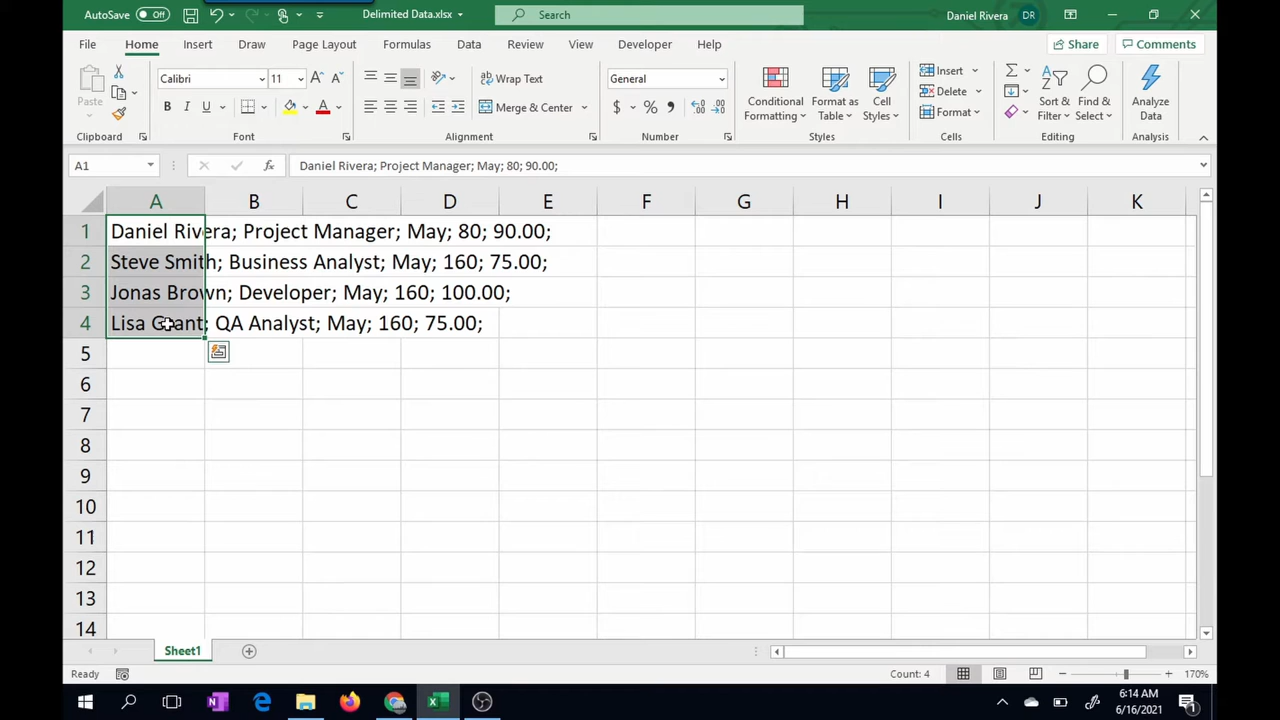 AutoSave Off Delimited Data.xlsx Search Daniel Rivera DR
File Home Insert Draw Page Layout Formulas Data Review View Developer Help Share Comments
Paste
Calibri 11 A A
B I U A
Wrap Text
Merge & Center
General
$ % 9
Conditional Formatting
Format as Table
Cell Styles
Insert
Delete
Format
Sort & Filter
Find & Select
Analyze Data
Clipboard Font Alignment Number Styles Cells Editing Analysis
A1 fx Daniel Rivera; Project Manager; May; 80; 90.00;
A B C D E F G H I J K
1 Daniel Rivera; Project Manager; May; 80; 90.00;
2 Steve Smith; Business Analyst; May; 160; 75.00;
3 Jonas Brown; Developer; May; 160; 100.00;
4 Lisa Grant; QA Analyst; May; 160; 75.00;
5
6
7
8
9
10
11
12
13
14
Sheet1
Ready Count: 4 170%
6:14 AM
6/16/2021
1